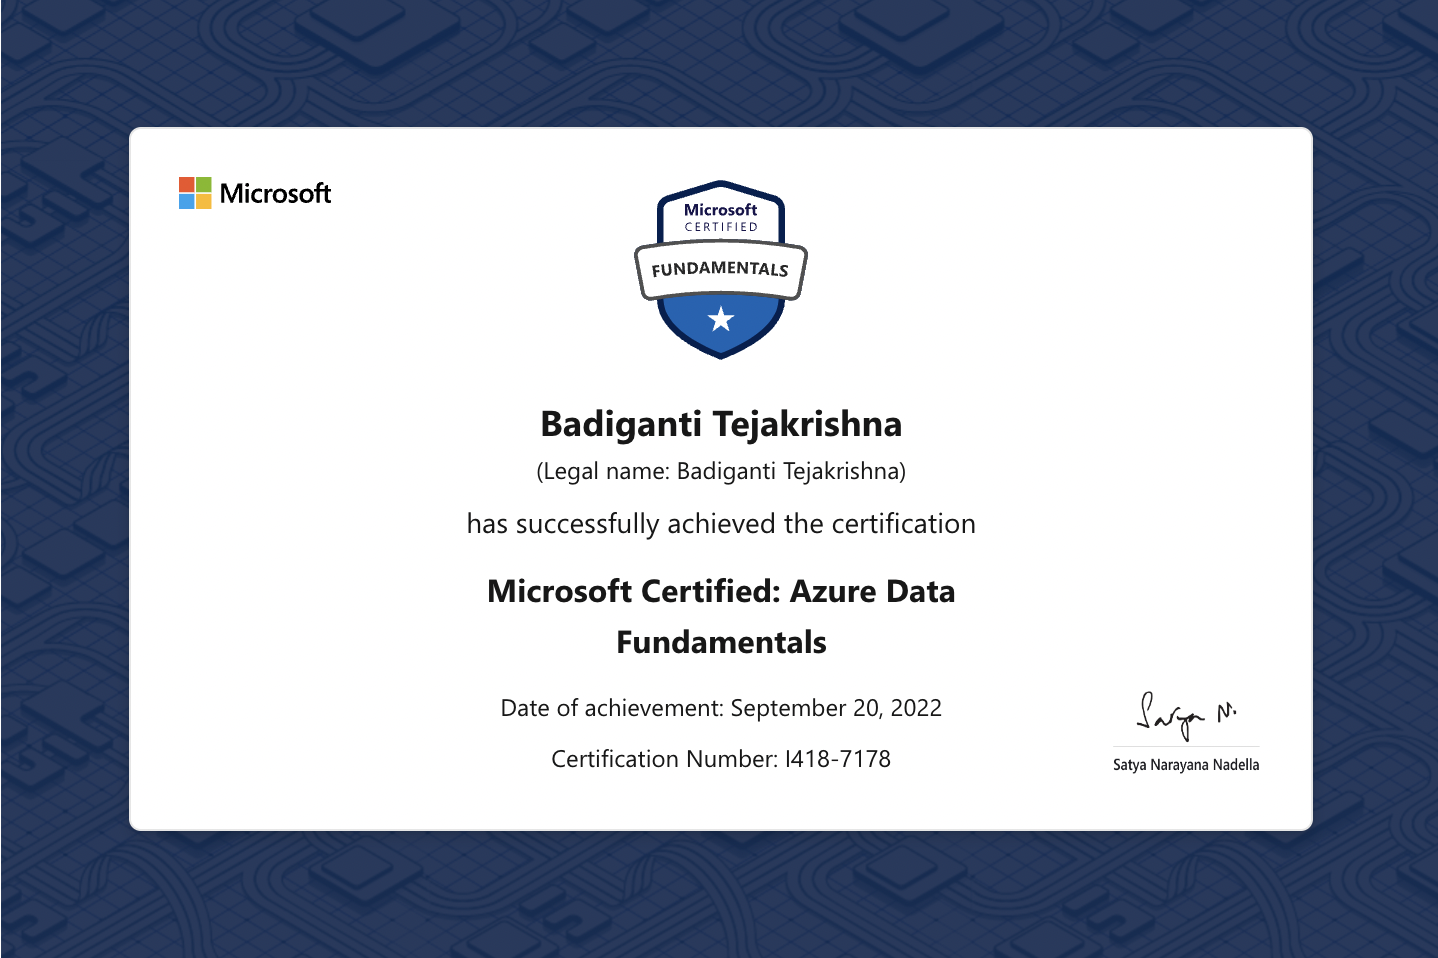 Microsoft
Microsoft
CERTIFIED
FUNDAMENTALS
Badiganti Tejakrishna
(Legal name: Badiganti Tejakrishna)
has successfully achieved the certification
Microsoft Certified: Azure Data
Fundamentals
Date of achievement: September 20, 2022
Certification Number: I418-7178
Satya N.
Satya Narayana Nadella